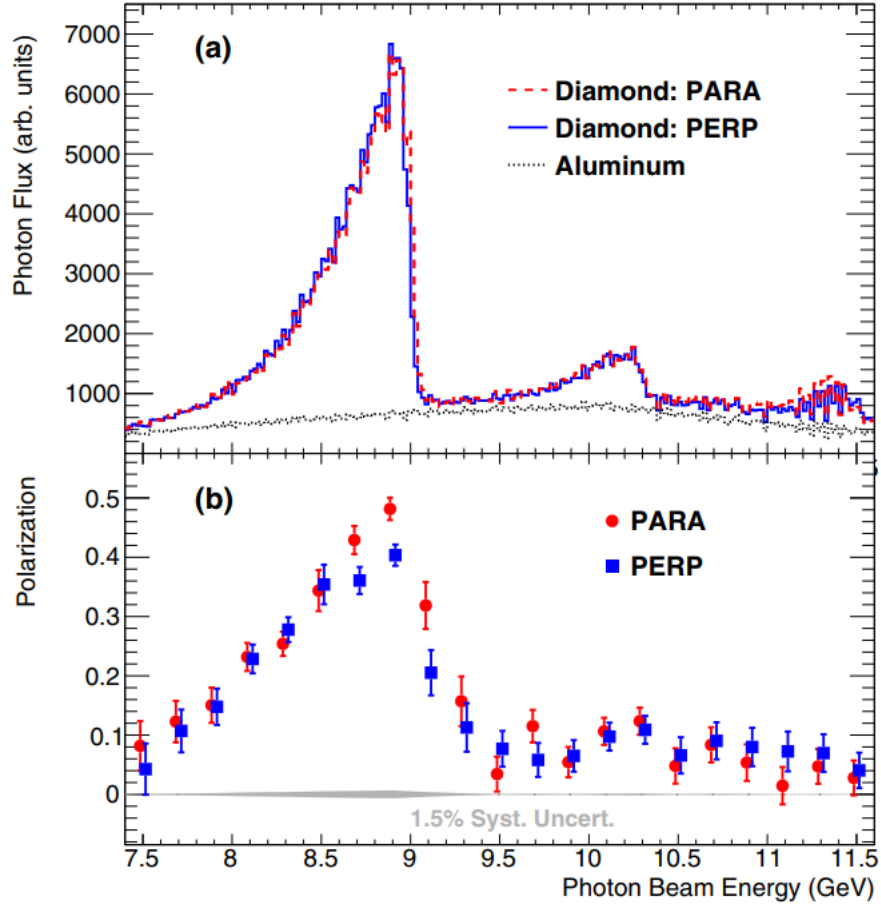 (a)
Photon Flux (arb. units)
7000
6000
5000
4000
3000
2000
1000
Diamond: PARA
Diamond: PERP
Aluminum
(b)
Polarization
0.5
0.4
0.3
0.2
0.1
0
PARA
PERP
1.5% Syst. Uncert.
7.5 8 8.5 9 9.5 10 10.5 11 11.5
Photon Beam Energy (GeV)